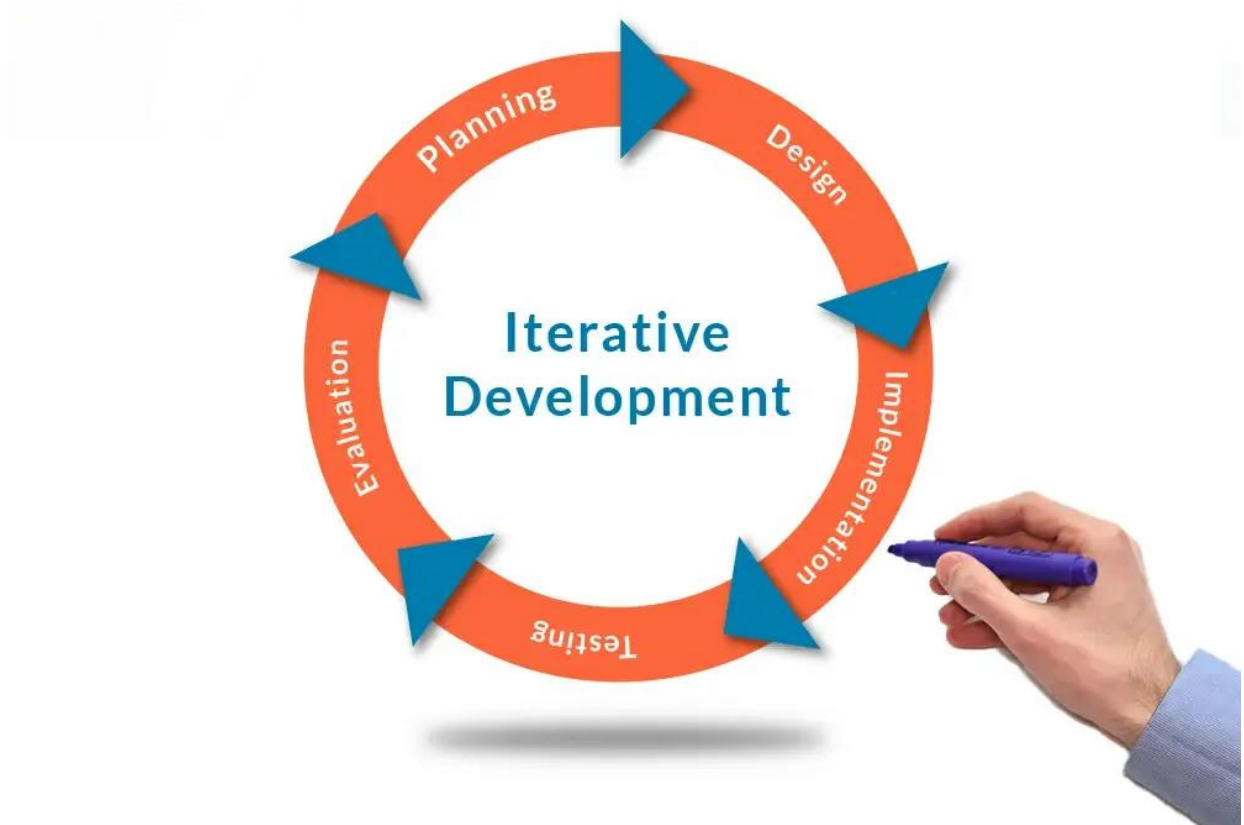 Planning
Design
Implementation
Testing
Evaluation
Iterative
Development